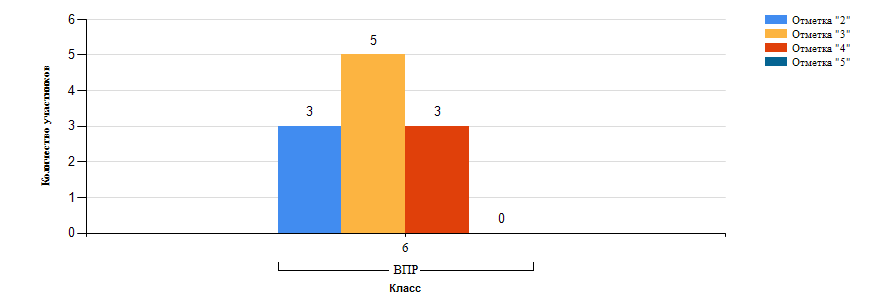 Количество участников
6
5
4
3
2
1
0
3
5
3
0
6
ВПР
Класс
Отметка "2"
Отметка "3"
Отметка "4"
Отметка "5"